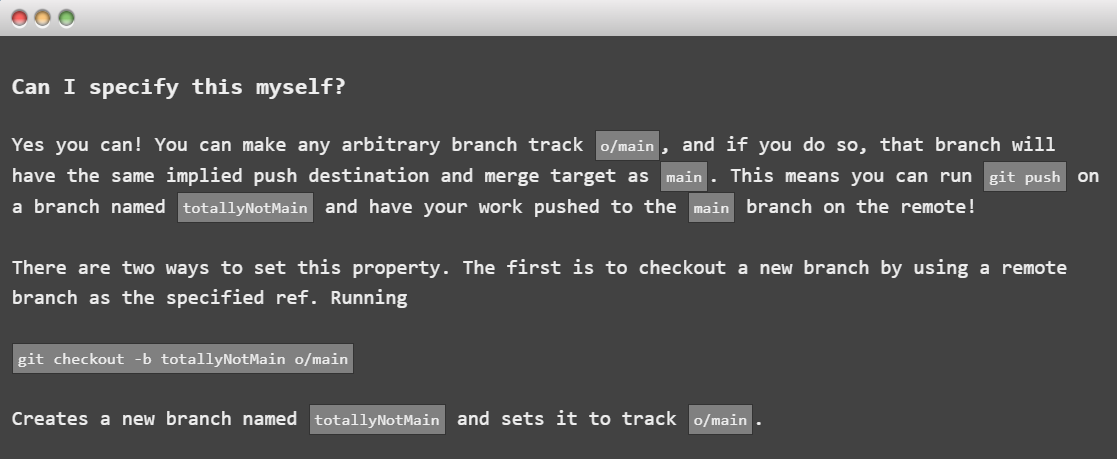 Can I specify this myself?
Yes you can! You can make any arbitrary branch track o/main, and if you do so, that branch will
have the same implied push destination and merge target as main. This means you can run git push on
a branch named totallyNotMain and have your work pushed to the main branch on the remote!
There are two ways to set this property. The first is to checkout a new branch by using a remote
branch as the specified ref. Running
git checkout -b totallyNotMain o/main
Creates a new branch named totallyNotMain and sets it to track o/main.